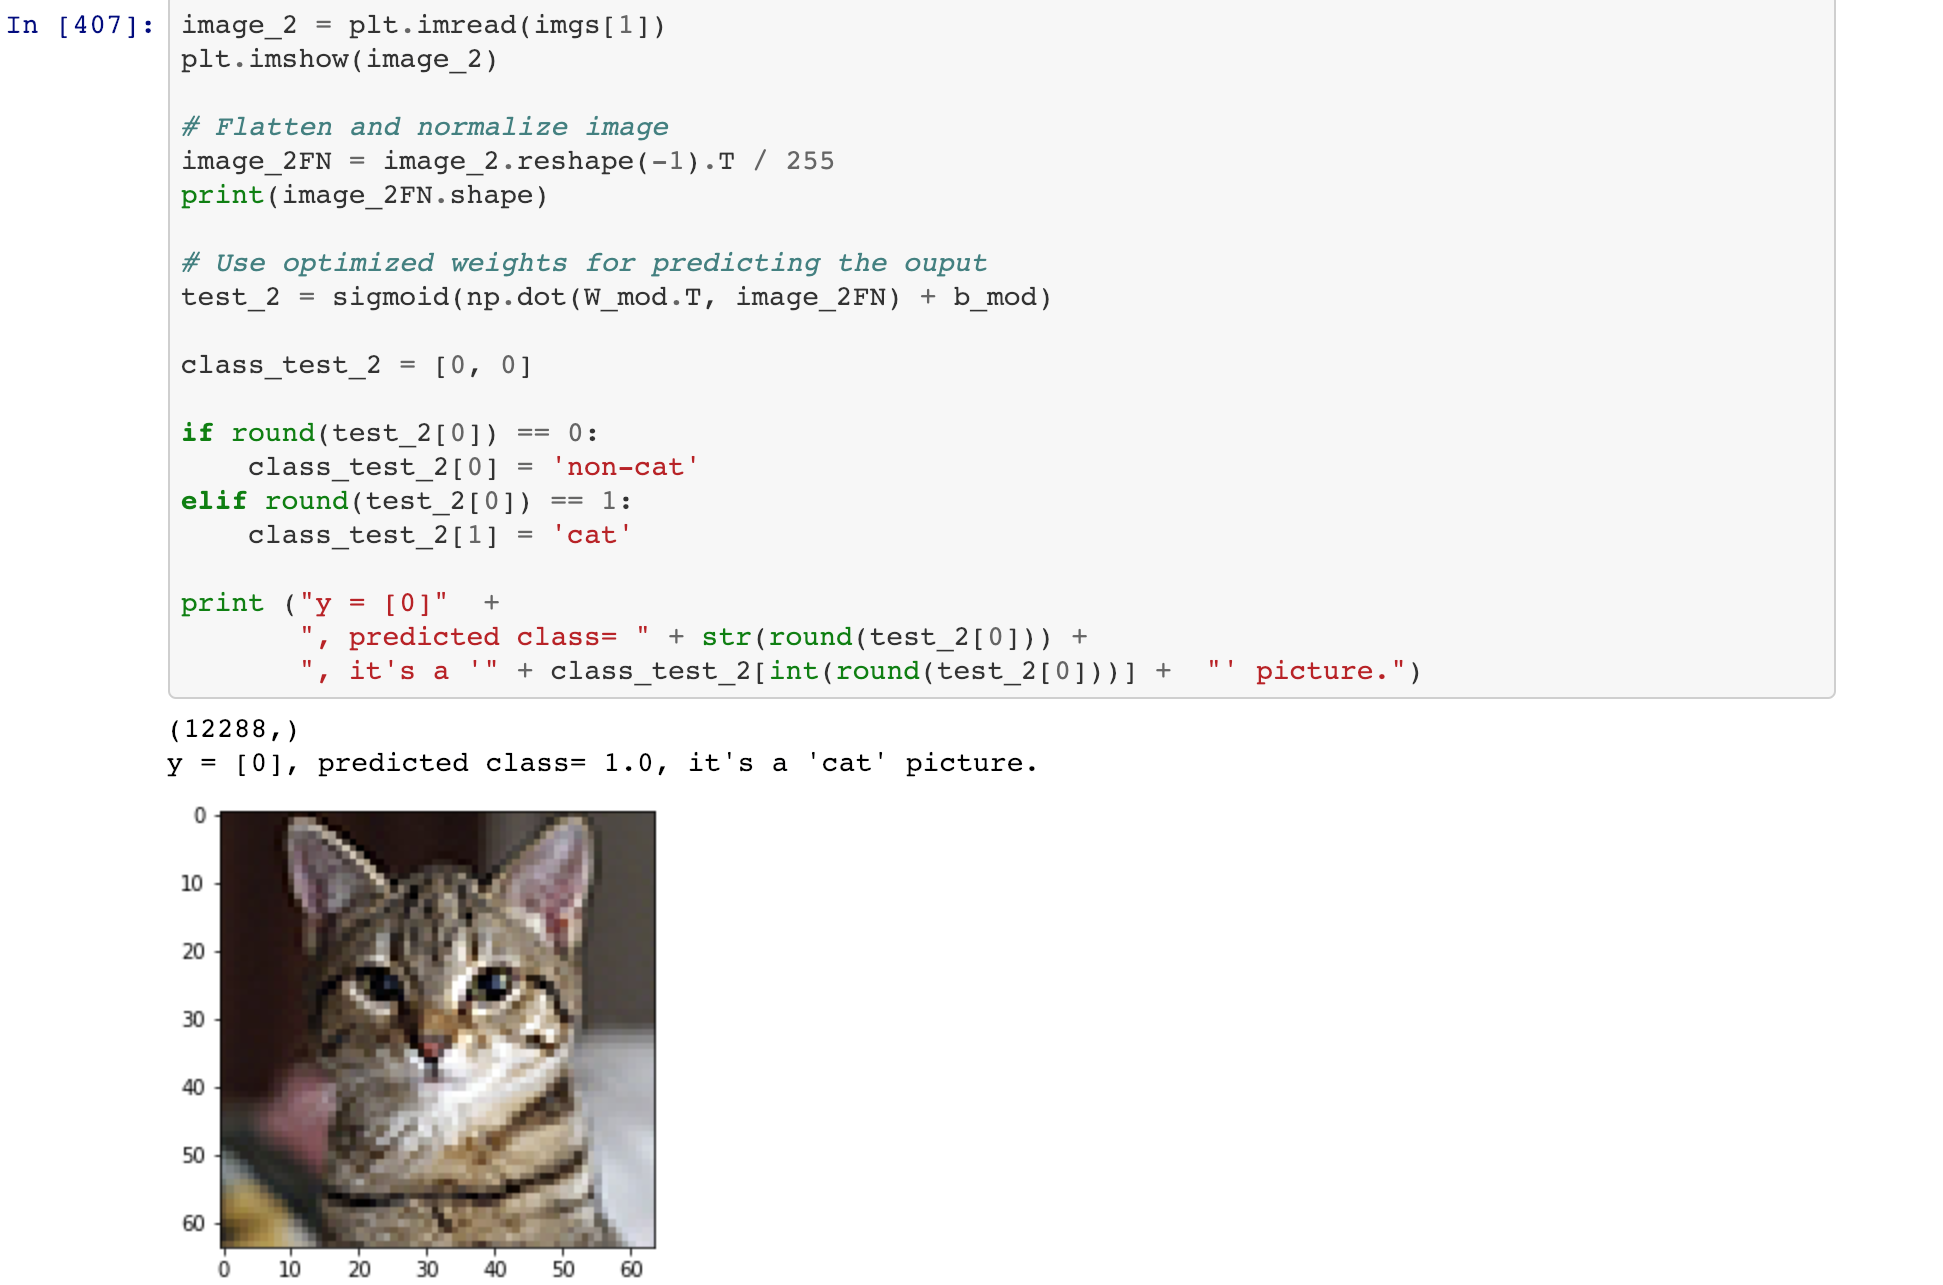 In [407]: image_2 = plt.imread(imgs[1])
plt.imshow(image_2)
# Flatten and normalize image
image_2FN = image_2.reshape(-1).T / 255
print(image_2FN.shape)
# Use optimized weights for predicting the ouput
test_2 = sigmoid(np.dot(W_mod.T, image_2FN) + b_mod)
class_test_2 = [0, 0]
if round(test_2[0]) == 0:
    class_test_2[0] = 'non-cat'
elif round(test_2[0]) == 1:
    class_test_2[1] = 'cat'
print ("y = [0]"  +
       ", predicted class= " + str(round(test_2[0])) +
       ", it's a '" + class_test_2[int(round(test_2[0]))] +  "' picture.")
(12288,)
y = [0], predicted class= 1.0, it's a 'cat' picture.
0
10
20
30
40
50
60
0 10 20 30 40 50 60